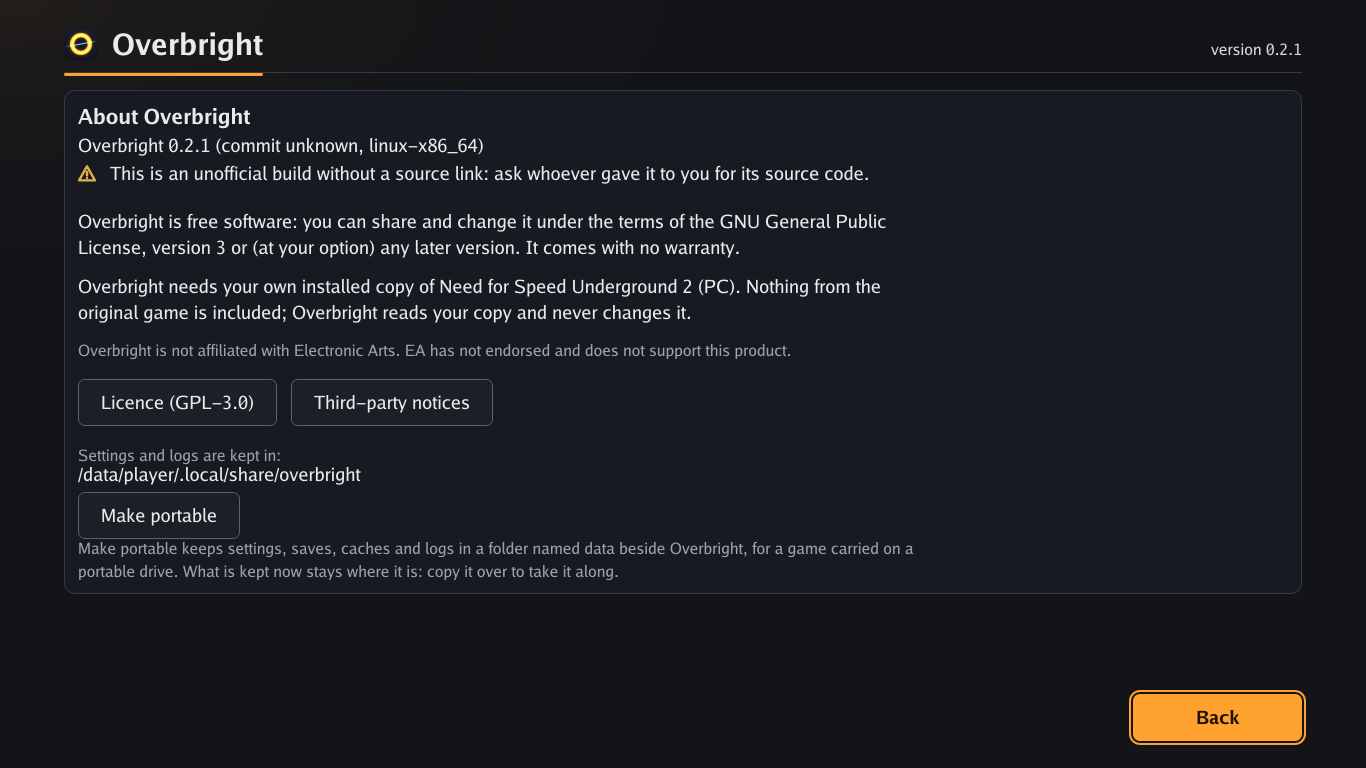 Overbright
version 0.2.1
About Overbright
Overbright 0.2.1 (commit unknown, linux-x86_64)
This is an unofficial build without a source link: ask whoever gave it to you for its source code.
Overbright is free software: you can share and change it under the terms of the GNU General Public
License, version 3 or (at your option) any later version. It comes with no warranty.
Overbright needs your own installed copy of Need for Speed Underground 2 (PC). Nothing from the
original game is included; Overbright reads your copy and never changes it.
Overbright is not affiliated with Electronic Arts. EA has not endorsed and does not support this product.
Licence (GPL-3.0)
Third-party notices
Settings and logs are kept in:
/data/player/.local/share/overbright
Make portable
Make portable keeps settings, saves, caches and logs in a folder named data beside Overbright, for a game carried on a
portable drive. What is kept now stays where it is: copy it over to take it along.
Back